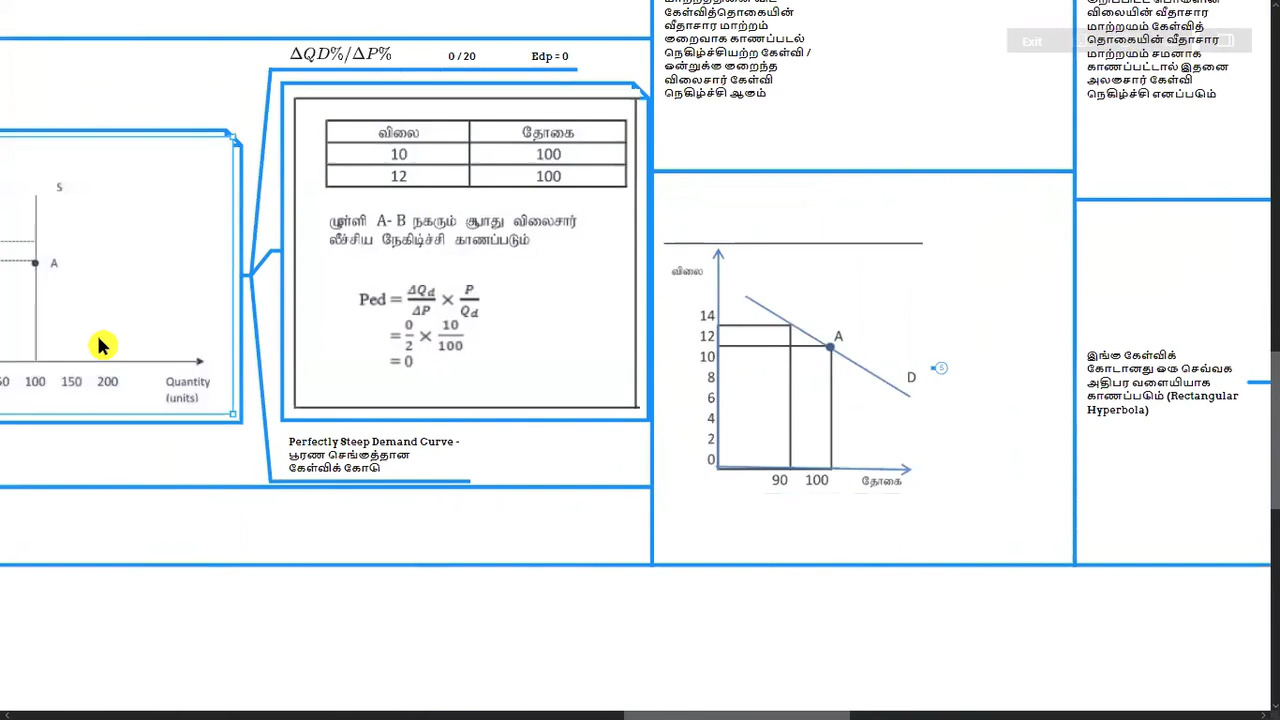 கேள்வித்தொகையின்
வீதாசார மாற்றம்
குறைவாக காணப்படல்
நெகிழ்ச்சியற்ற கேள்வி /
ஒன்றுக்கு குறைந்த
விலைசார் கேள்வி
நெகிழ்ச்சி ஆகும்
விலையின் வீதாசார
மாற்றமும் கேள்வித்
தொகையின் வீதாசார
மாற்றமும் சமனாக
காணப்பட்டால் இதனை
அலகுசார் கேள்வி
நெகிழ்ச்சி எனப்படும்
Exit
ΔQD%/ΔP%
0 / 20
Edp = 0
விலை தோகை
10 100
12 100
A- B நகரும் விலைசார்
காணப்படும்
Ped = ΔQd/ΔP × P/Qd
= 0/2 × 10/100
= 0
Perfectly Steep Demand Curve -
பூரண செங்குத்தான
கேள்விக் கோடு
S
A
100 150 200
Quantity
(units)
விலை
14
12
10
8
6
4
2
0
A
D
5
90 100 தோகை
இங்கு கேள்விக்
கோடானது ஒரு செவ்வக
அதிபர வளையியாக
காணப்படும் (Rectangular
Hyperbola)